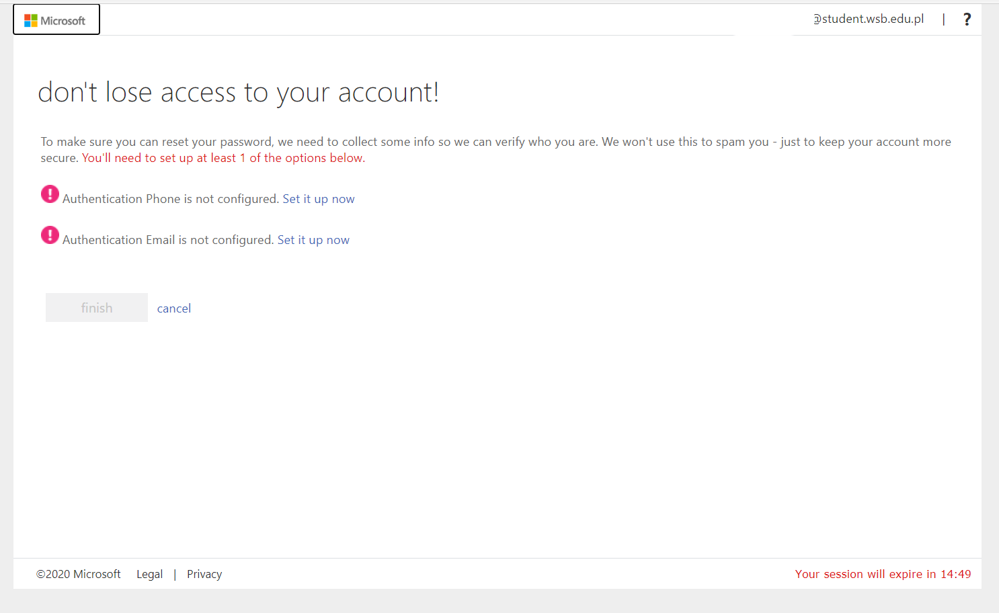 Microsoft
@student.wsb.edu.pl | ?
don't lose access to your account!
To make sure you can reset your password, we need to collect some info so we can verify who you are. We won't use this to spam you - just to keep your account more
secure. You'll need to set up at least 1 of the options below.
! Authentication Phone is not configured. Set it up now
! Authentication Email is not configured. Set it up now
finish cancel
©2020 Microsoft Legal | Privacy Your session will expire in 14:49